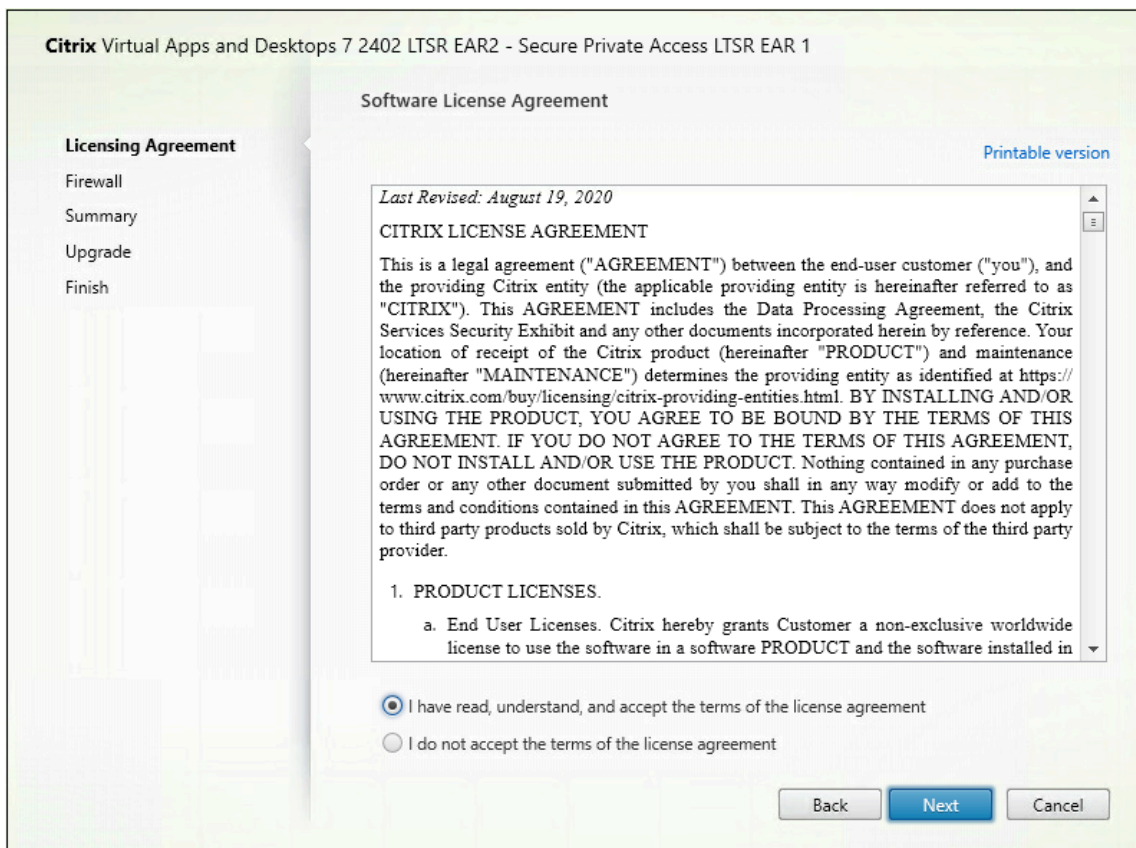 Citrix Virtual Apps and Desktops 7 2402 LTSR EAR2 - Secure Private Access LTSR EAR 1
Software License Agreement
Licensing Agreement
Firewall
Summary
Upgrade
Finish
Printable version
Last Revised: August 19, 2020
CITRIX LICENSE AGREEMENT
This is a legal agreement ("AGREEMENT") between the end-user customer ("you"), and
the providing Citrix entity (the applicable providing entity is hereinafter referred to as
"CITRIX"). This AGREEMENT includes the Data Processing Agreement, the Citrix
Services Security Exhibit and any other documents incorporated herein by reference. Your
location of receipt of the Citrix product (hereinafter "PRODUCT") and maintenance
(hereinafter "MAINTENANCE") determines the providing entity as identified at https://
www.citrix.com/buy/licensing/citrix-providing-entities.html. BY INSTALLING AND/OR
USING THE PRODUCT, YOU AGREE TO BE BOUND BY THE TERMS OF THIS
AGREEMENT. IF YOU DO NOT AGREE TO THE TERMS OF THIS AGREEMENT,
DO NOT INSTALL AND/OR USE THE PRODUCT. Nothing contained in any purchase
order or any other document submitted by you shall in any way modify or add to the
terms and conditions contained in this AGREEMENT. This AGREEMENT does not apply
to third party products sold by Citrix, which shall be subject to the terms of the third party
provider.
1. PRODUCT LICENSES.
a. End User Licenses. Citrix hereby grants Customer a non-exclusive worldwide
license to use the software in a software PRODUCT and the software installed in
I have read, understand, and accept the terms of the license agreement
I do not accept the terms of the license agreement
Back
Next
Cancel